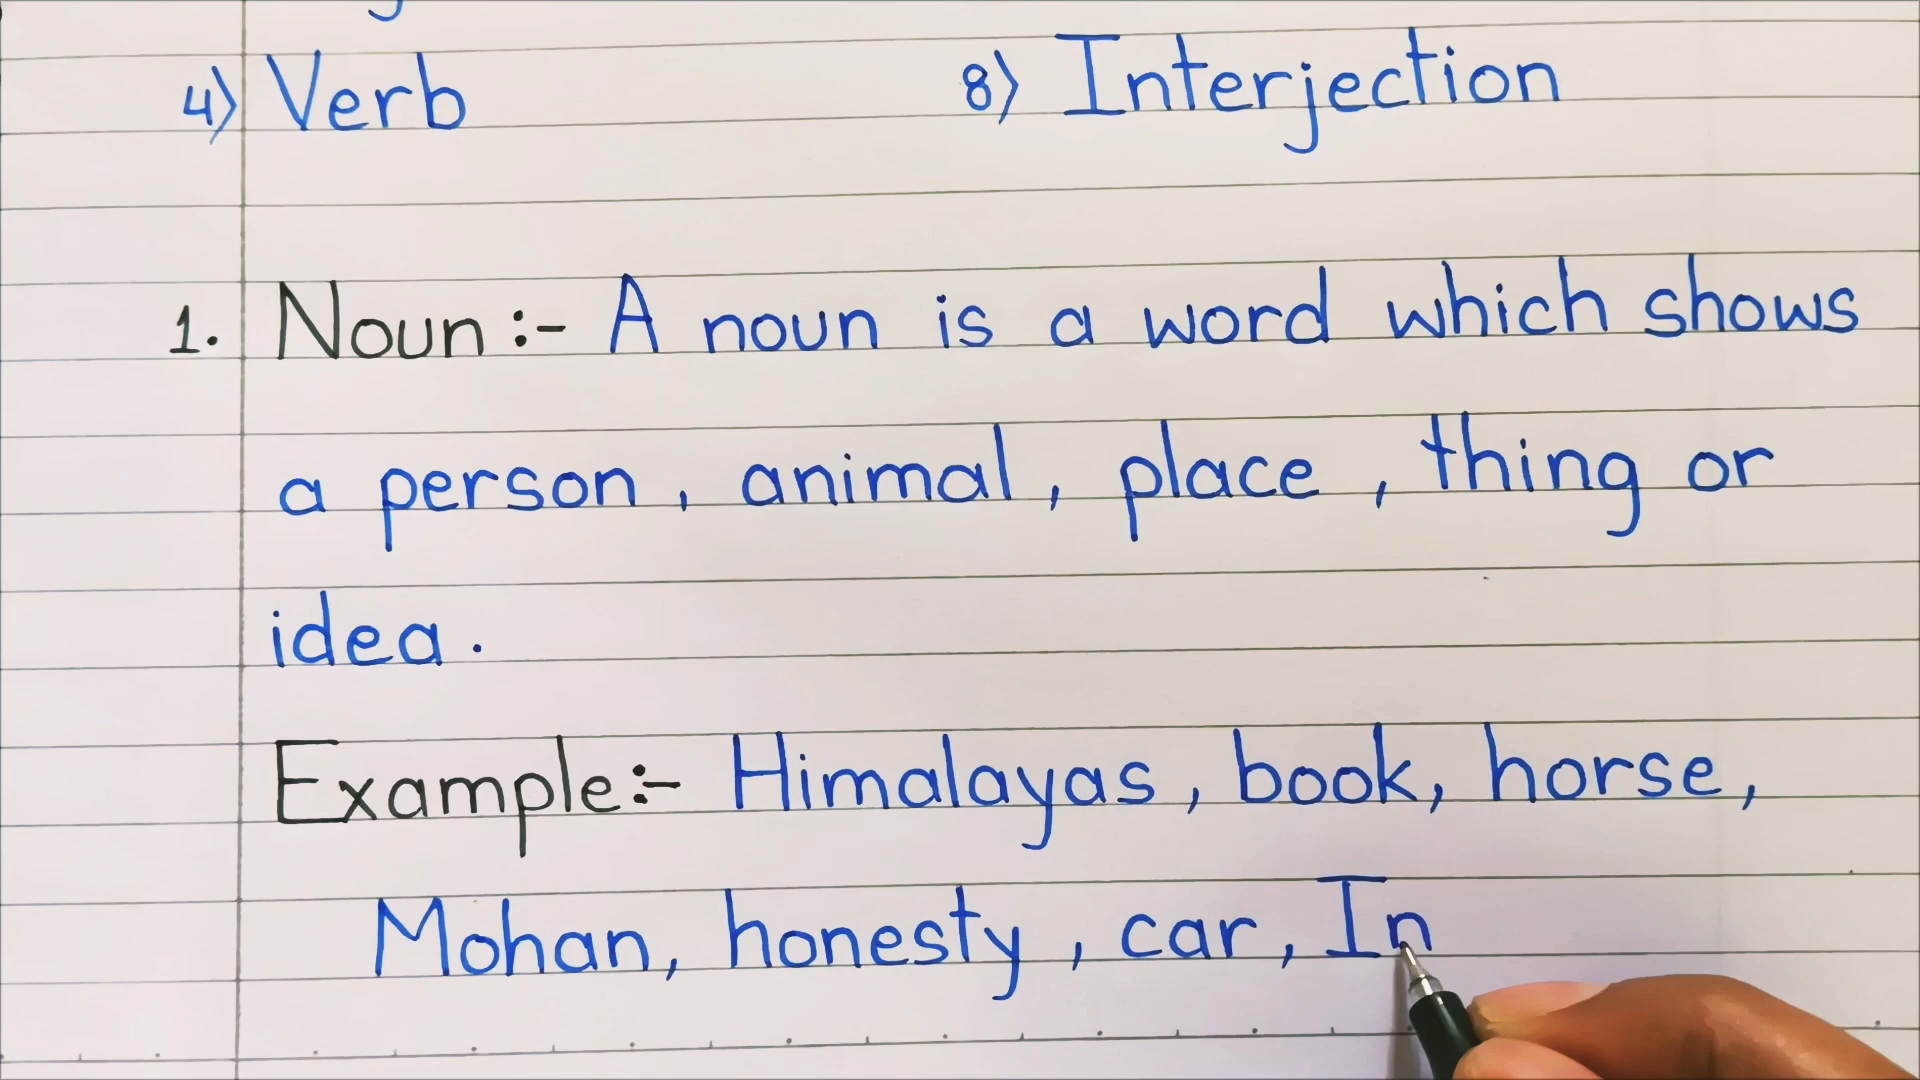 4) Verb 8) Interjection
1. Noun :- A noun is a word which shows
a person, animal, place, thing or
idea.
Example:- Himalayas, book, horse,
Mohan, honesty, car, In